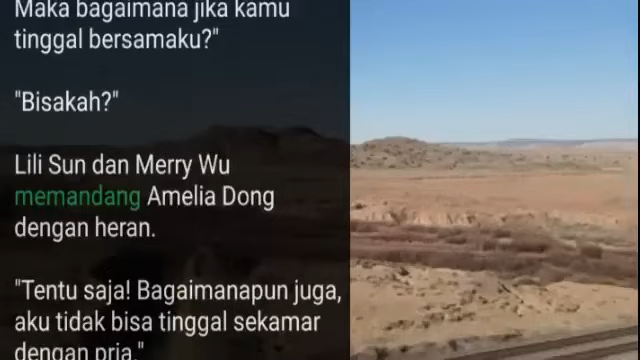 Maka bagaimana jika kamu
tinggal bersamaku?"
"Bisakah?"
Lili Sun dan Merry Wu
memandang Amelia Dong
dengan heran.
"Tentu saja! Bagaimanapun juga,
aku tidak bisa tinggal sekamar
dengan pria."